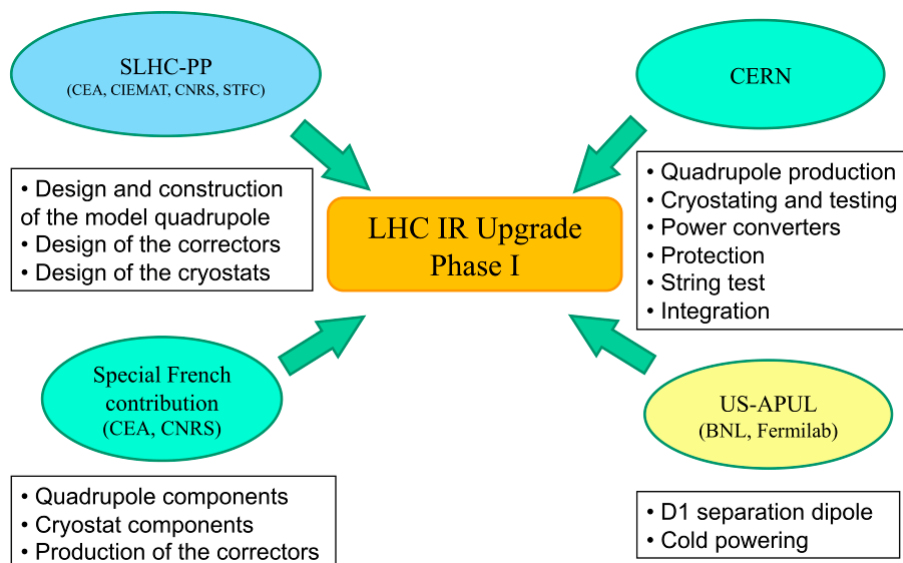 SLHC-PP
(CEA, CIEMAT, CNRS, STFC)
• Design and construction
of the model quadrupole
• Design of the correctors
• Design of the cryostats
CERN
• Quadrupole production
• Cryostating and testing
• Power converters
• Protection
• String test
• Integration
LHC IR Upgrade
Phase I
Special French
contribution
(CEA, CNRS)
• Quadrupole components
• Cryostat components
• Production of the correctors
US-APUL
(BNL, Fermilab)
• D1 separation dipole
• Cold powering